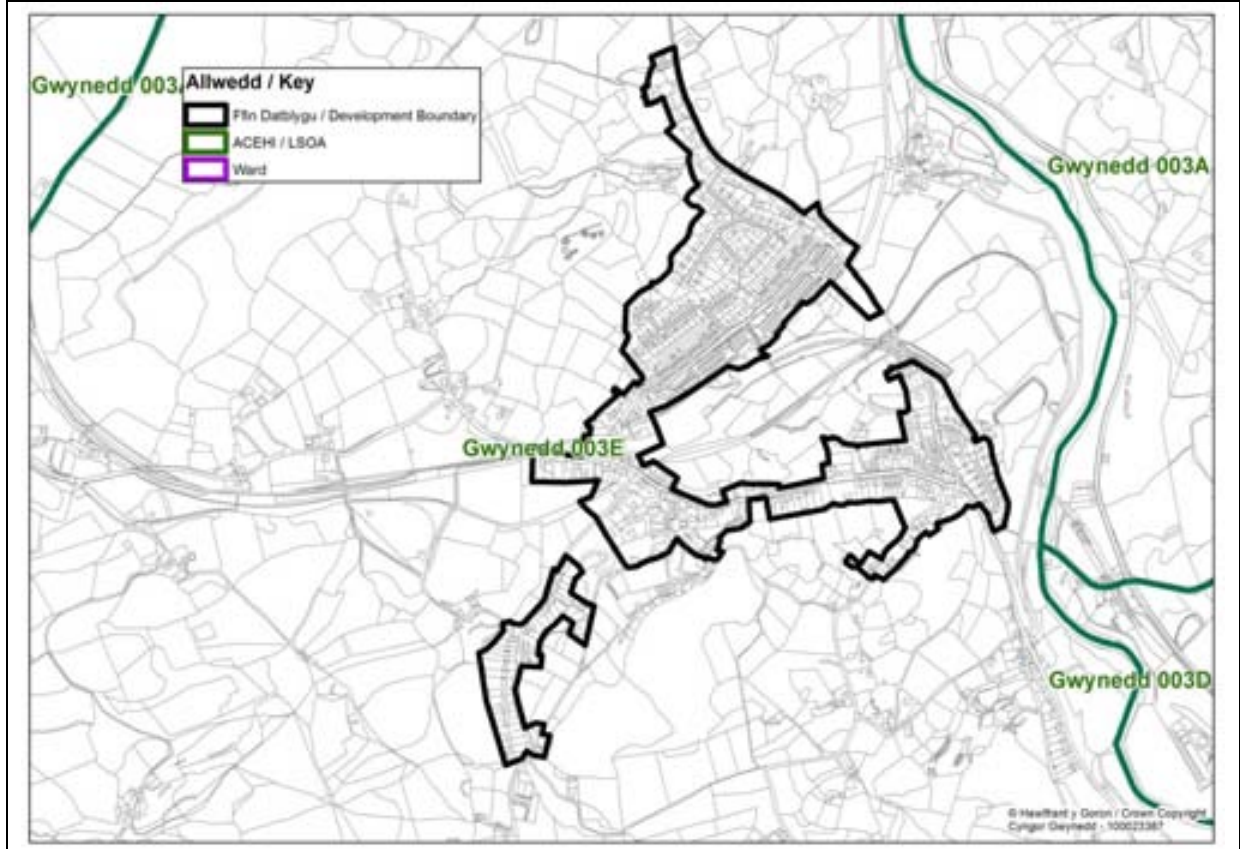 Gwynedd 003
Allwedd / Key
Ffin Datblygu / Development Boundary
ACEHI / LSOA
Ward
Gwynedd 003A
Gwynedd 003E
Gwynedd 003D
© Hawlfraint y Goron / Crown Copyright
Cyngor Gwynedd - 100023387